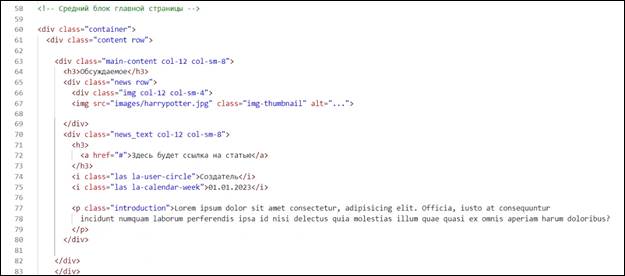 58 <!-- Средний блок главной страницы -->
59
60 <div class="container">
61 <div class="content row">
62
63 <div class="main-content col-12 col-sm-8">
64 <h3>Обсуждаемое</h3>
65 <div class="news row">
66 <div class="img col-12 col-sm-4">
67 <img src="images/harrypotter.jpg" class="img-thumbnail" alt="...">
68
69 </div>
70 <div class="news_text col-12 col-sm-8">
71 <h3>
72 <a href="#">Здесь будет ссылка на статью</a>
73 </h3>
74 <i class="las la-user-circle">Создатель</i>
75 <i class="las la-calendar-week">01.01.2023</i>
76
77 <p class="introduction">Lorem ipsum dolor sit amet consectetur, adipisicing elit. Officia, iusto at consequuntur
78 incidunt numquam laborum perferendis ipsa id nisi delectus quia molestias illum quae quasi ex omnis aperiam harum doloribus?
79 </p>
80 </div>
81
82 </div>
83 </div>